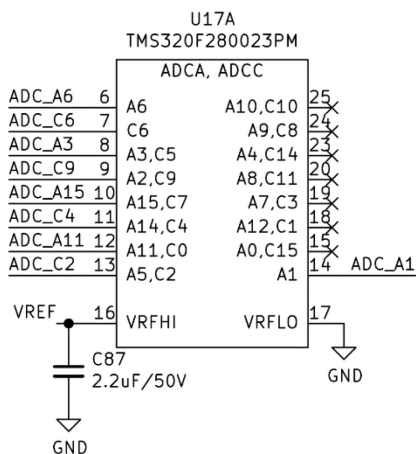 U17A
TMS320F280023PM
ADCA, ADCC
ADC_A6 6 A6 A10,C10 25
ADC_C6 7 C6 A9,C8 24
ADC_A3 8 A3,C5 A4,C14 23
ADC_C9 9 A2,C9 A8,C11 20
ADC_A15 10 A15,C7 A7,C3 19
ADC_C4 11 A14,C4 A12,C1 18
ADC_A11 12 A11,C0 A0,C15 15
ADC_C2 13 A5,C2 A1 14 ADC_A1
VREF 16 VRFHI VRFLO 17
C87
2.2uF/50V
GND
GND